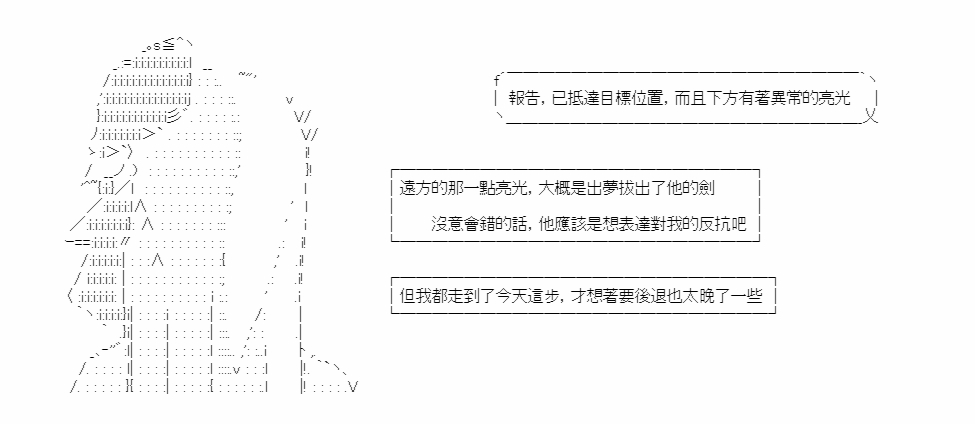 報告, 已抵達目標位置, 而且下方有著異常的亮光
遠方的那一點亮光, 大概是出夢拔出了他的劍
沒意會錯的話, 他應該是想表達對我的反抗吧
但我都走到了今天這步, 才想著要後退也太晚了一些